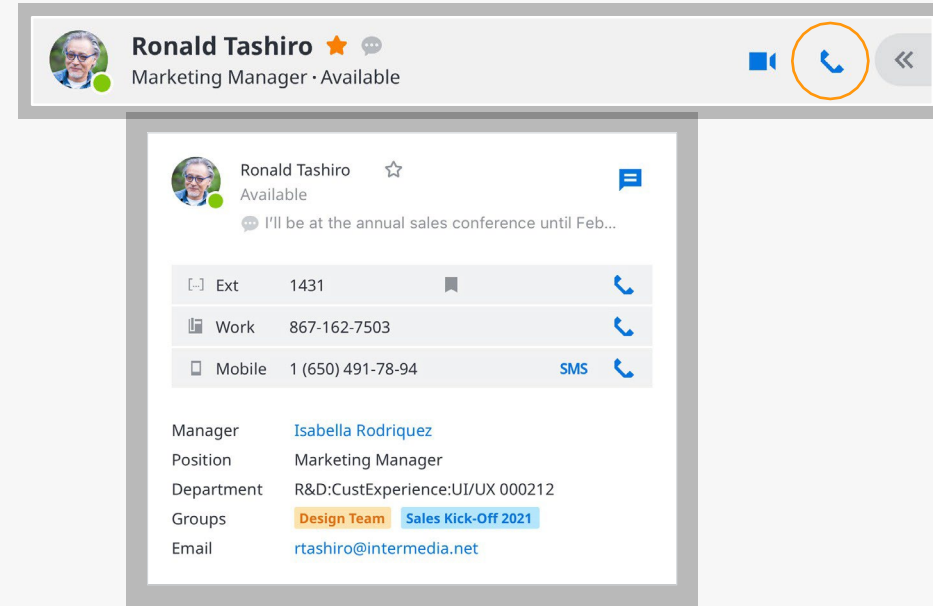 Ronald Tashiro
Marketing Manager · Available
Ronald Tashiro
Available
I'll be at the annual sales conference until Feb...
Ext 1431
Work 867-162-7503
Mobile 1 (650) 491-78-94 SMS
Manager Isabella Rodriquez
Position Marketing Manager
Department R&D:CustExperience:UI/UX 000212
Groups Design Team Sales Kick-Off 2021
Email rtashiro@intermedia.net